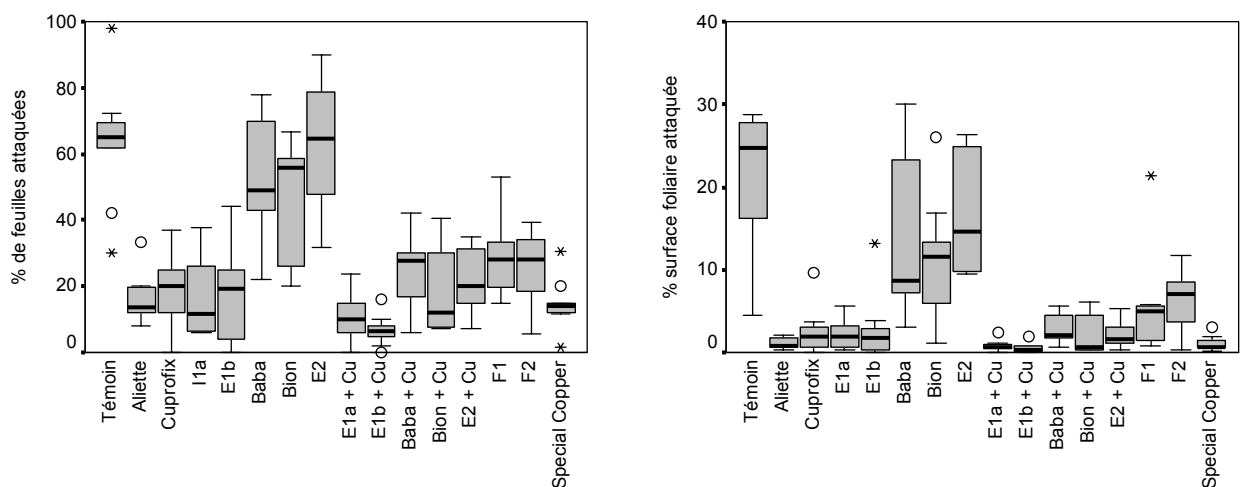 % de feuilles attaquées
100
80
60
40
20
0
Témoin
Aliette
Cuprofix
I1a
E1b
Baba
Bion
E2
E1a + Cu
E1b + Cu
Baba + Cu
Bion + Cu
E2 + Cu
F1
F2
Special Copper
% surface foliaire attaquée
40
30
20
10
0
Témoin
Aliette
Cuprofix
E1a
E1b
Baba
Bion
E2
E1a + Cu
E1b + Cu
Baba + Cu
Bion + Cu
E2 + Cu
F1
F2
Special Copper